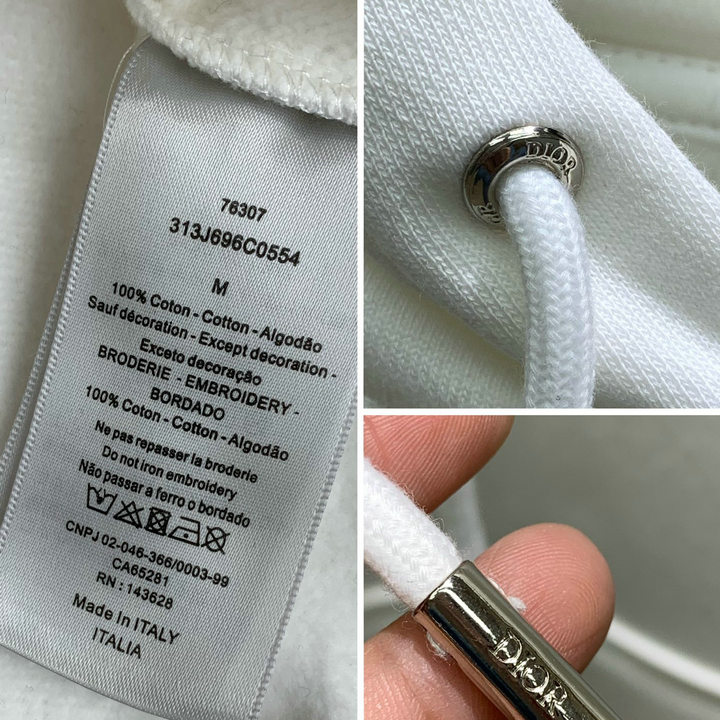 76307
313J696C0554
M
100% Coton - Cotton - Algodão
Sauf décoration - Except decoration -
Exceto decoração
BRODERIE - EMBROIDERY -
BORDADO
100% Coton - Cotton - Algodão
Ne pas repasser la broderie
Do not iron embroidery
Não passar a ferro o bordado
CNPJ 02-046-366/0003-99
CA65281
RN : 143628
Made In ITALY
ITALIA
DIOR
DIOR